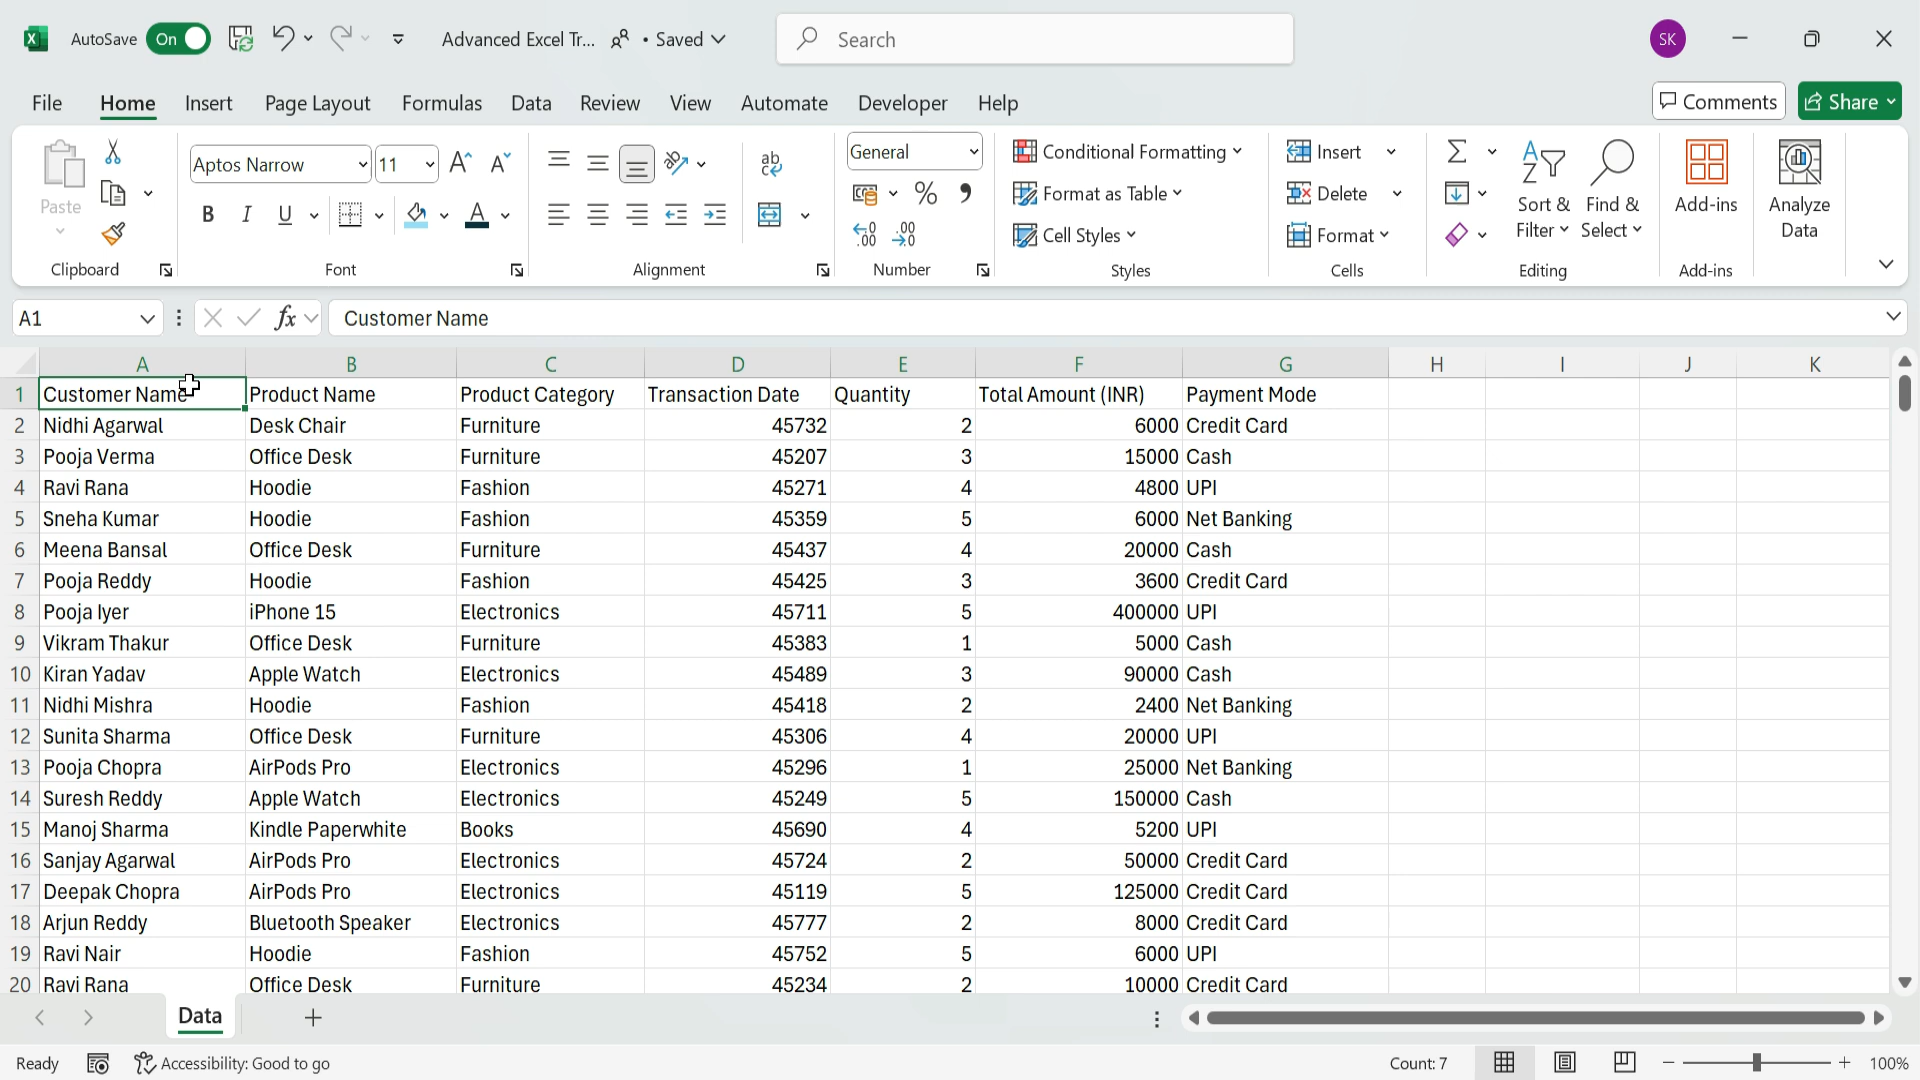 AutoSave On Advanced Excel Tr... • Saved Search SK
File Home Insert Page Layout Formulas Data Review View Automate Developer Help Comments Share
Paste
Clipboard
Aptos Narrow 11
B I U A
Font
ab
Alignment
General
% 9
.00 .00
Number
Conditional Formatting
Format as Table
Cell Styles
Styles
Insert
Delete
Format
Cells
Σ
Sort & Filter
Find & Select
Editing
Add-ins
Add-ins
Analyze Data
A1 fx Customer Name
A B C D E F G H I J K
1 Customer Name Product Name Product Category Transaction Date Quantity Total Amount (INR) Payment Mode
2 Nidhi Agarwal Desk Chair Furniture 45732 2 6000 Credit Card
3 Pooja Verma Office Desk Furniture 45207 3 15000 Cash
4 Ravi Rana Hoodie Fashion 45271 4 4800 UPI
5 Sneha Kumar Hoodie Fashion 45359 5 6000 Net Banking
6 Meena Bansal Office Desk Furniture 45437 4 20000 Cash
7 Pooja Reddy Hoodie Fashion 45425 3 3600 Credit Card
8 Pooja Iyer iPhone 15 Electronics 45711 5 400000 UPI
9 Vikram Thakur Office Desk Furniture 45383 1 5000 Cash
10 Kiran Yadav Apple Watch Electronics 45489 3 90000 Cash
11 Nidhi Mishra Hoodie Fashion 45418 2 2400 Net Banking
12 Sunita Sharma Office Desk Furniture 45306 4 20000 UPI
13 Pooja Chopra AirPods Pro Electronics 45296 1 25000 Net Banking
14 Suresh Reddy Apple Watch Electronics 45249 5 150000 Cash
15 Manoj Sharma Kindle Paperwhite Books 45690 4 5200 UPI
16 Sanjay Agarwal AirPods Pro Electronics 45724 2 50000 Credit Card
17 Deepak Chopra AirPods Pro Electronics 45119 5 125000 Credit Card
18 Arjun Reddy Bluetooth Speaker Electronics 45777 2 8000 Credit Card
19 Ravi Nair Hoodie Fashion 45752 5 6000 UPI
20 Ravi Rana Office Desk Furniture 45234 2 10000 Credit Card
Data
Ready Accessibility: Good to go Count: 7 100%